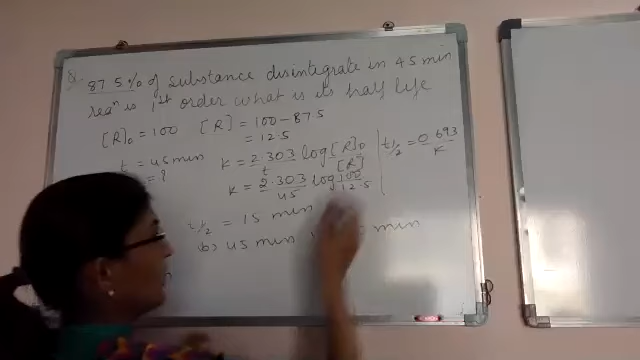 Q. 87.5% of substance disintegrate in 45 min
rea^n is 1st order what is its half life
[R]₀ = 100 [R] = 100 - 87.5
= 12.5
t = 45 min
= ?
K = 2.303 / t log [R]₀ / [R]
K = 2.303 / 45 log 100 / 12.5
t1/2 = 0.693 / K
t1/2 = 15 min
(b) 45 min
min